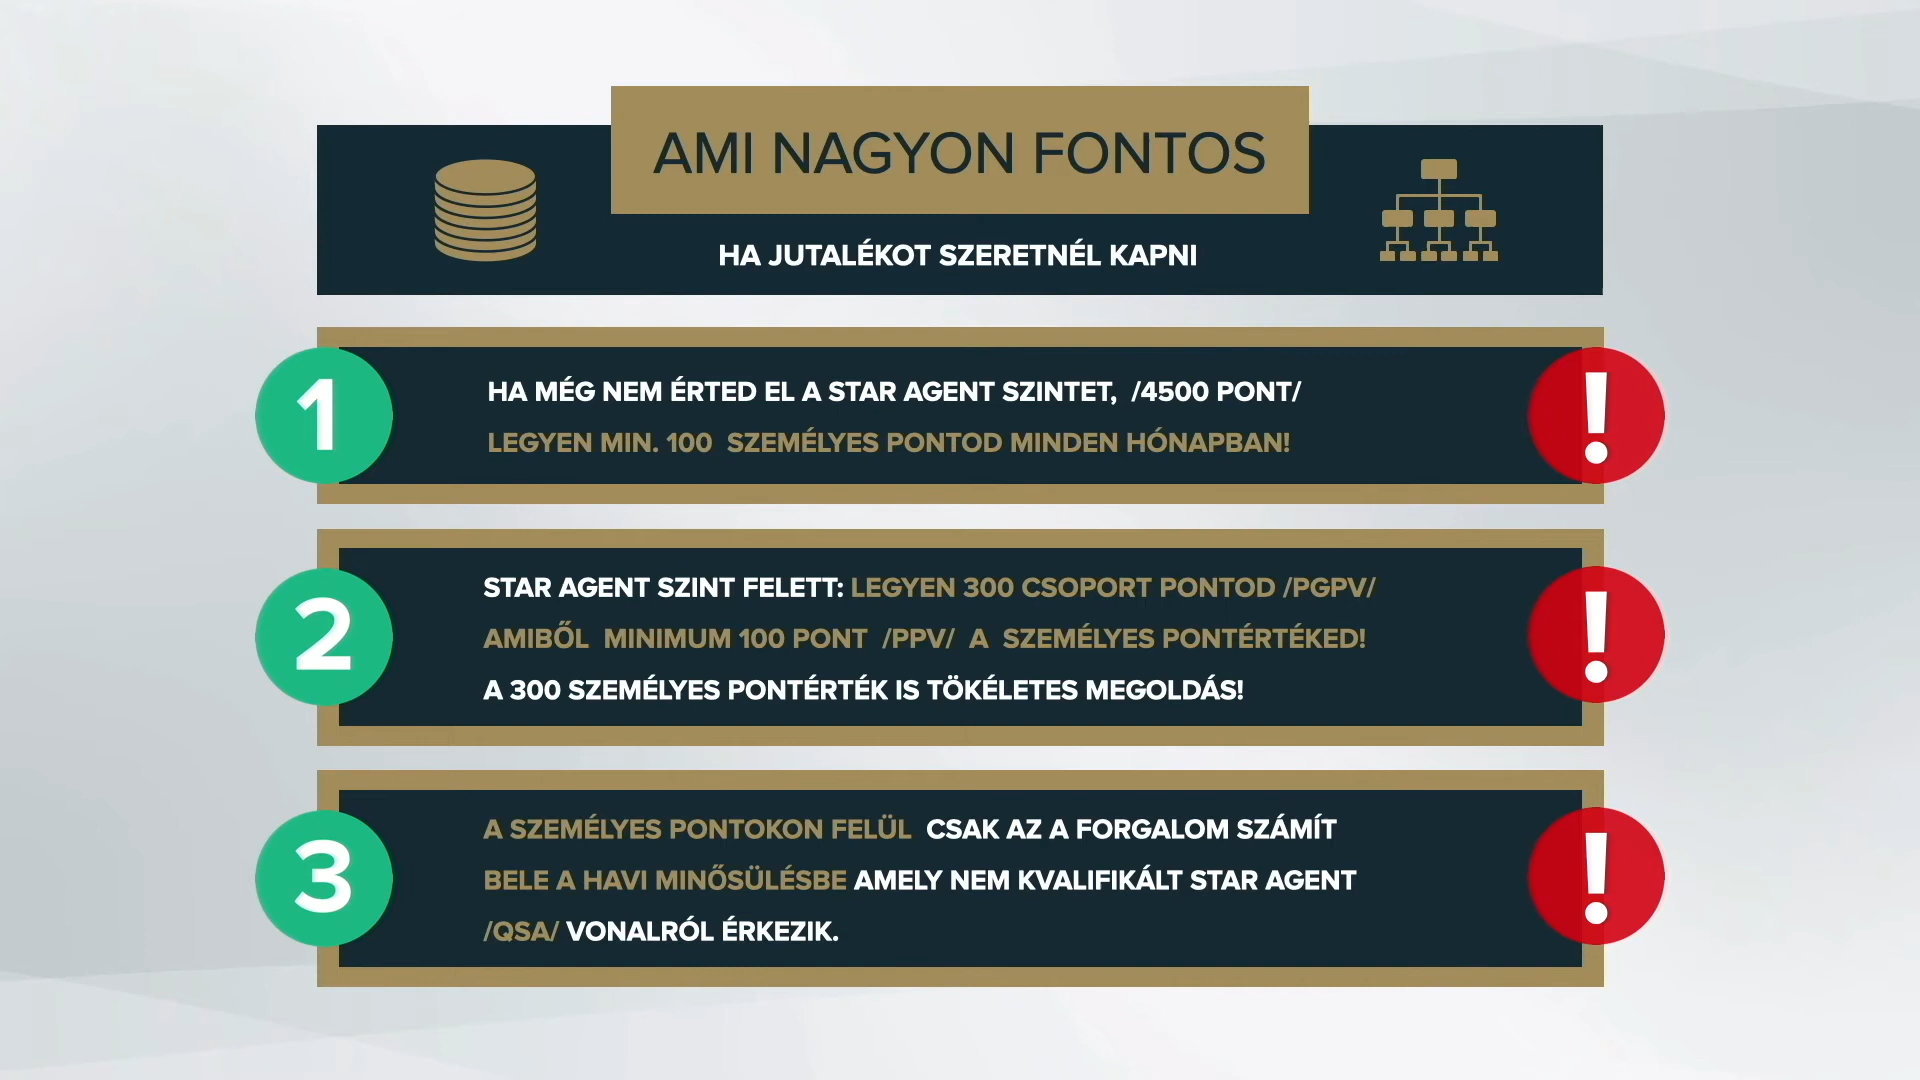 AMI NAGYON FONTOS
HA JUTALÉKOT SZERETNÉL KAPNI
1
HA MÉG NEM ÉRTED EL A STAR AGENT SZINTET, /4500 PONT/
LEGYEN MIN. 100 SZEMÉLYES PONTOD MINDEN HÓNAPBAN!
!
2
STAR AGENT SZINT FELETT: LEGYEN 300 CSOPORT PONTOD /PGPV/
AMIBŐL MINIMUM 100 PONT /PPV/ A SZEMÉLYES PONTÉRTÉKED!
A 300 SZEMÉLYES PONTÉRTÉK IS TÖKÉLETES MEGOLDÁS!
!
3
A SZEMÉLYES PONTOKON FELÜL CSAK AZ A FORGALOM SZÁMÍT
BELE A HAVI MINŐSÜLÉSBE AMELY NEM KVALIFIKÁLT STAR AGENT
/QSA/ VONALRÓL ÉRKEZIK.
!